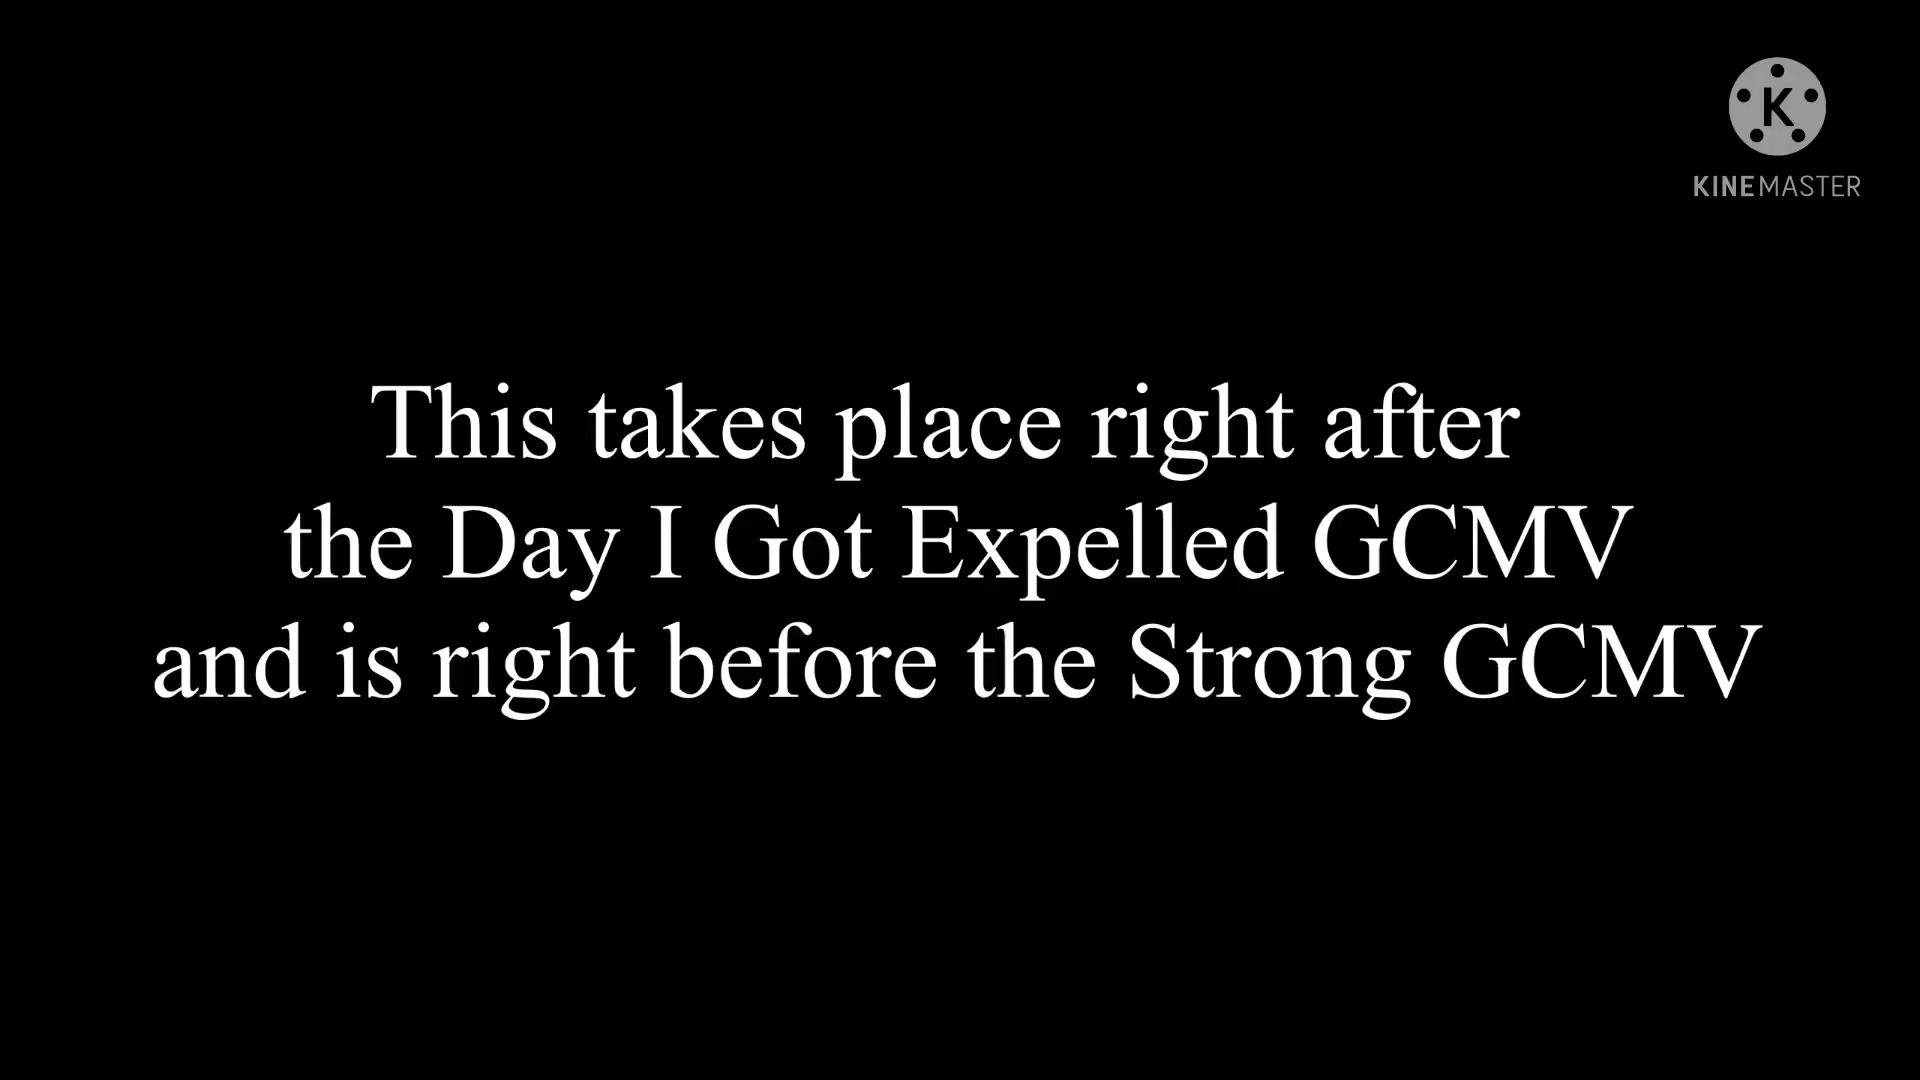 K
KINEMASTER
This takes place right after
the Day I Got Expelled GCMV
and is right before the Strong GCMV